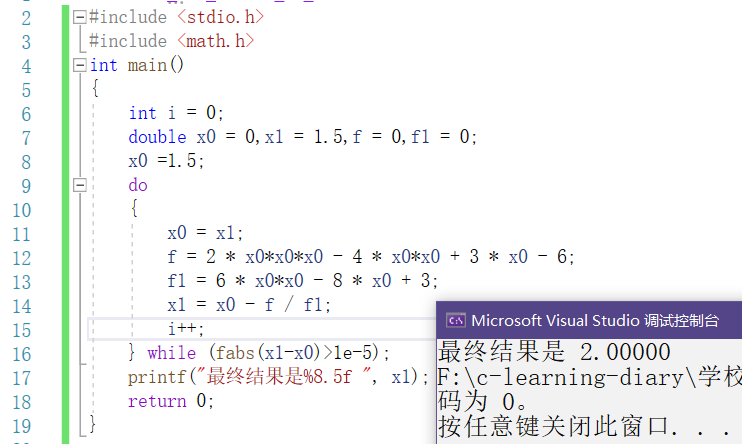 2 #include <stdio.h>
3 #include <math.h>
4 int main()
5 {
6 int i = 0;
7 double x0 = 0,x1 = 1.5,f = 0,f1 = 0;
8 x0 =1.5;
9 do
10 {
11 x0 = x1;
12 f = 2 * x0*x0*x0 - 4 * x0*x0 + 3 * x0 - 6;
13 f1 = 6 * x0*x0 - 8 * x0 + 3;
14 x1 = x0 - f / f1;
15 i++;
16 } while (fabs(x1-x0)>1e-5);
17 printf("最终结果是%8.5f ", x1);
18 return 0;
19 }
Microsoft Visual Studio 调试控制台
最终结果是 2.00000
F:\c-learning-diary\学校
码为 0。
按任意键关闭此窗口. . .